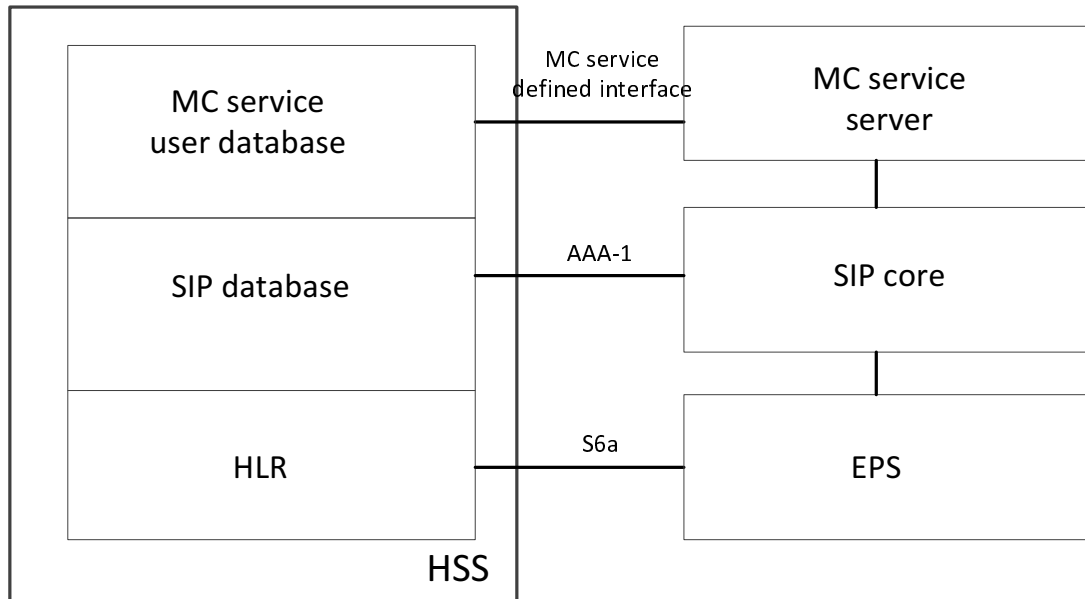 MC service
user database
MC service
defined interface
MC service
server
SIP database
AAA-1
SIP core
HLR
S6a
EPS
HSS